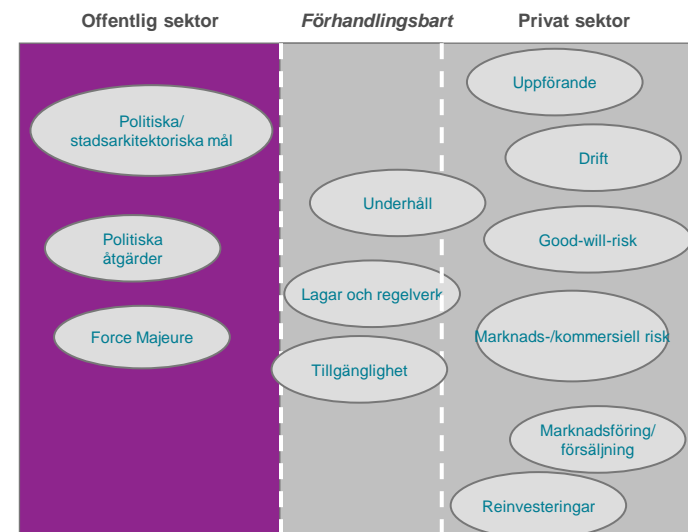 Offentlig sektor
Förhandlingsbart
Privat sektor
Politiska/
stadsarkitektoriska mål
Politiska
åtgärder
Force Majeure
Underhåll
Lagar och regelverk
Tillgänglighet
Uppförande
Drift
Good-will-risk
Marknads-/kommersiell risk
Marknadsföring/
försäljning
Reinvesteringar